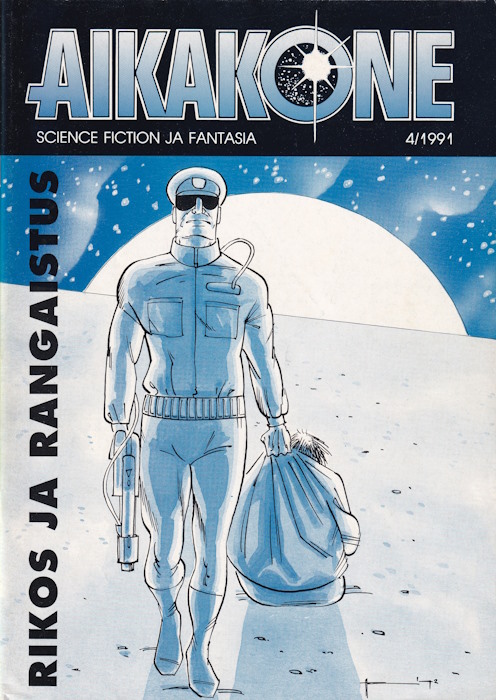 AIKAKONE
SCIENCE FICTION JA FANTASIA
4/1991
RIKOS JA RANGAISTUS